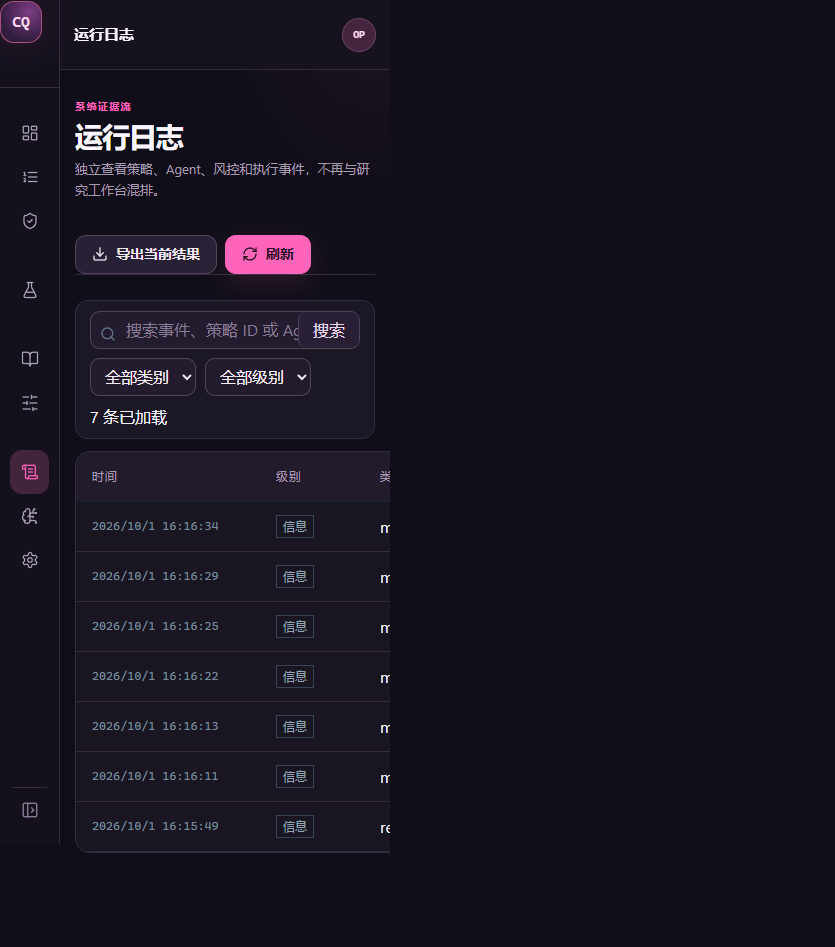 CQ
运行日志
OP
系统证据流
运行日志
独立查看策略、Agent、风控和执行事件，不再与研
究工作台混排。
导出当前结果 刷新
搜索事件、策略 ID 或 Ag 搜索
全部类别 全部级别
7 条已加载
时间 级别 类
2026/10/1 16:16:34 信息 m
2026/10/1 16:16:29 信息 m
2026/10/1 16:16:25 信息 m
2026/10/1 16:16:22 信息 m
2026/10/1 16:16:13 信息 m
2026/10/1 16:16:11 信息 m
2026/10/1 16:15:49 信息 re